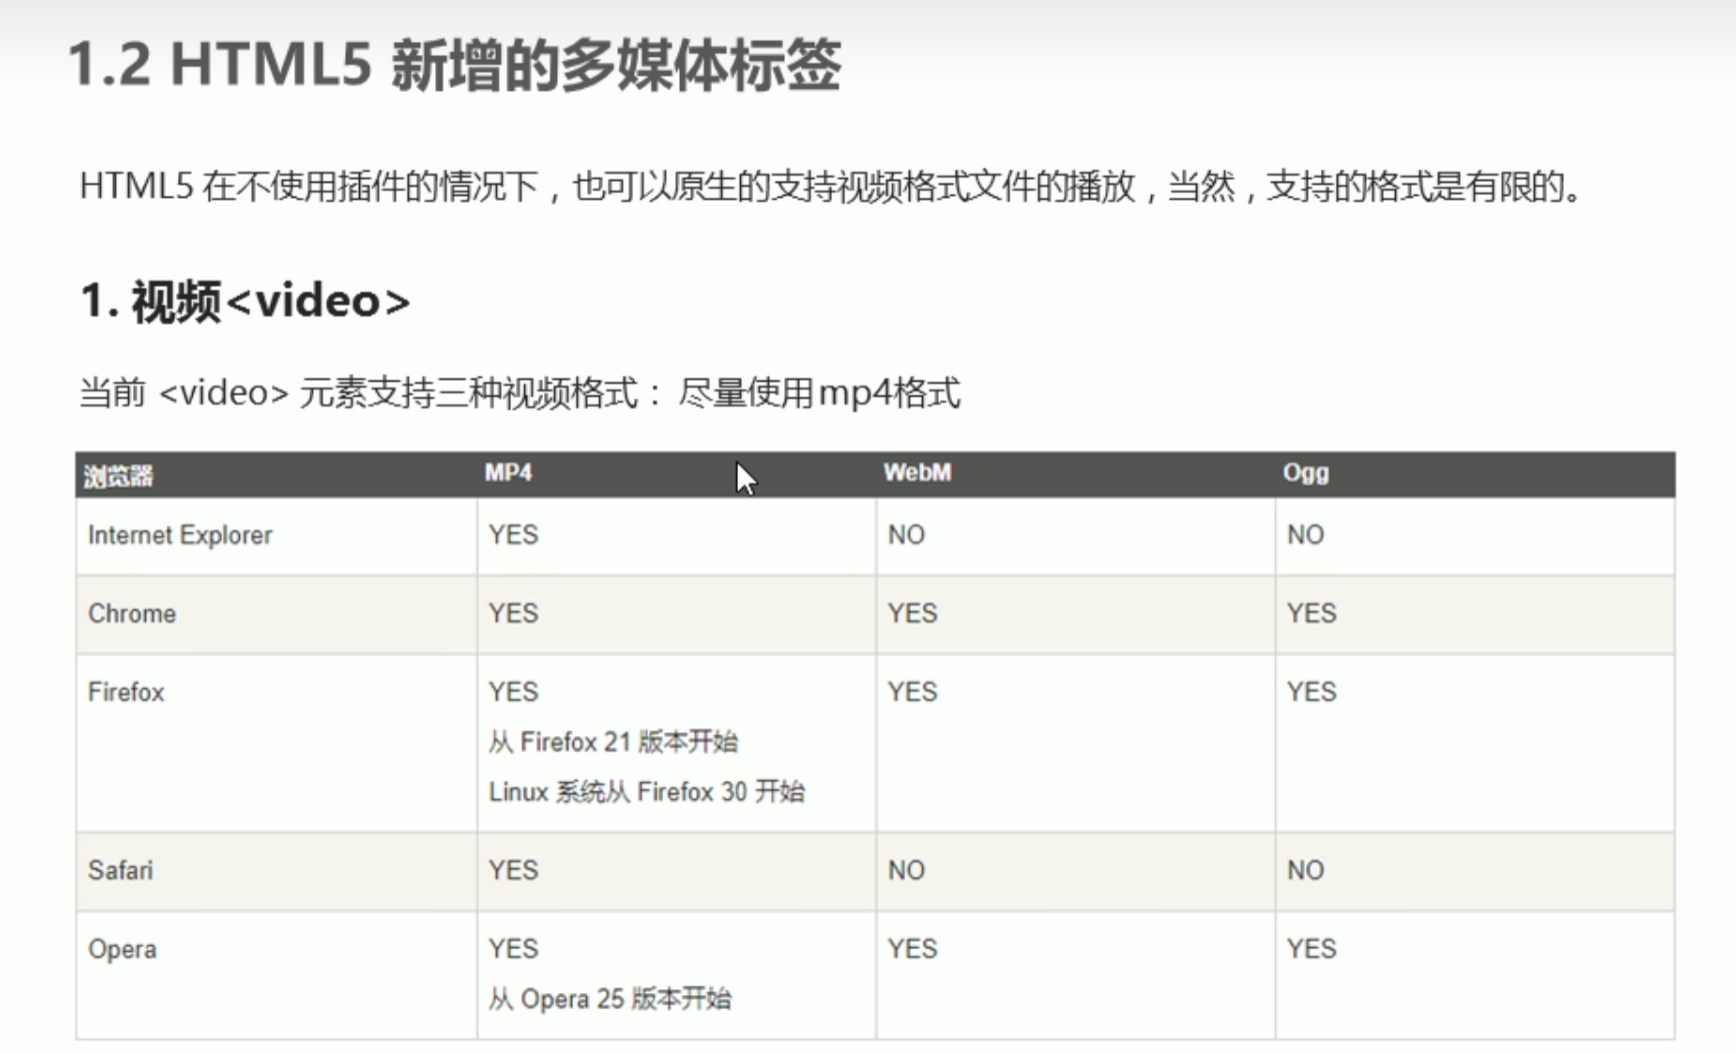 1.2 HTML5 新增的多媒体标签
HTML5 在不使用插件的情况下，也可以原生的支持视频格式文件的播放，当然，支持的格式是有限的。
1. 视频<video>
当前 <video> 元素支持三种视频格式： 尽量使用mp4格式
浏览器 MP4 WebM Ogg
Internet Explorer YES NO NO
Chrome YES YES YES
Firefox YES YES YES
从 Firefox 21 版本开始
Linux 系统从 Firefox 30 开始
Safari YES NO NO
Opera YES YES YES
从 Opera 25 版本开始